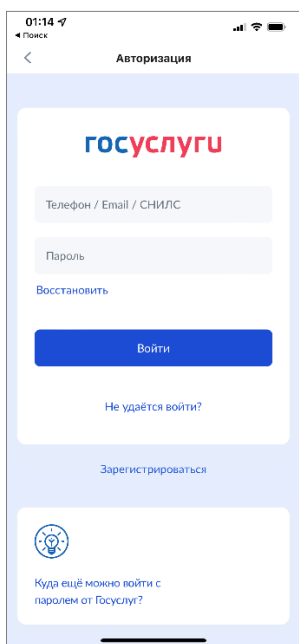 01:14
◀ Поиск
Авторизация
госуслуги
Телефон / Email / СНИЛС
Пароль
Восстановить
Войти
Не удаётся войти?
Зарегистрироваться
Куда ещё можно войти с
паролем от Госуслуг?